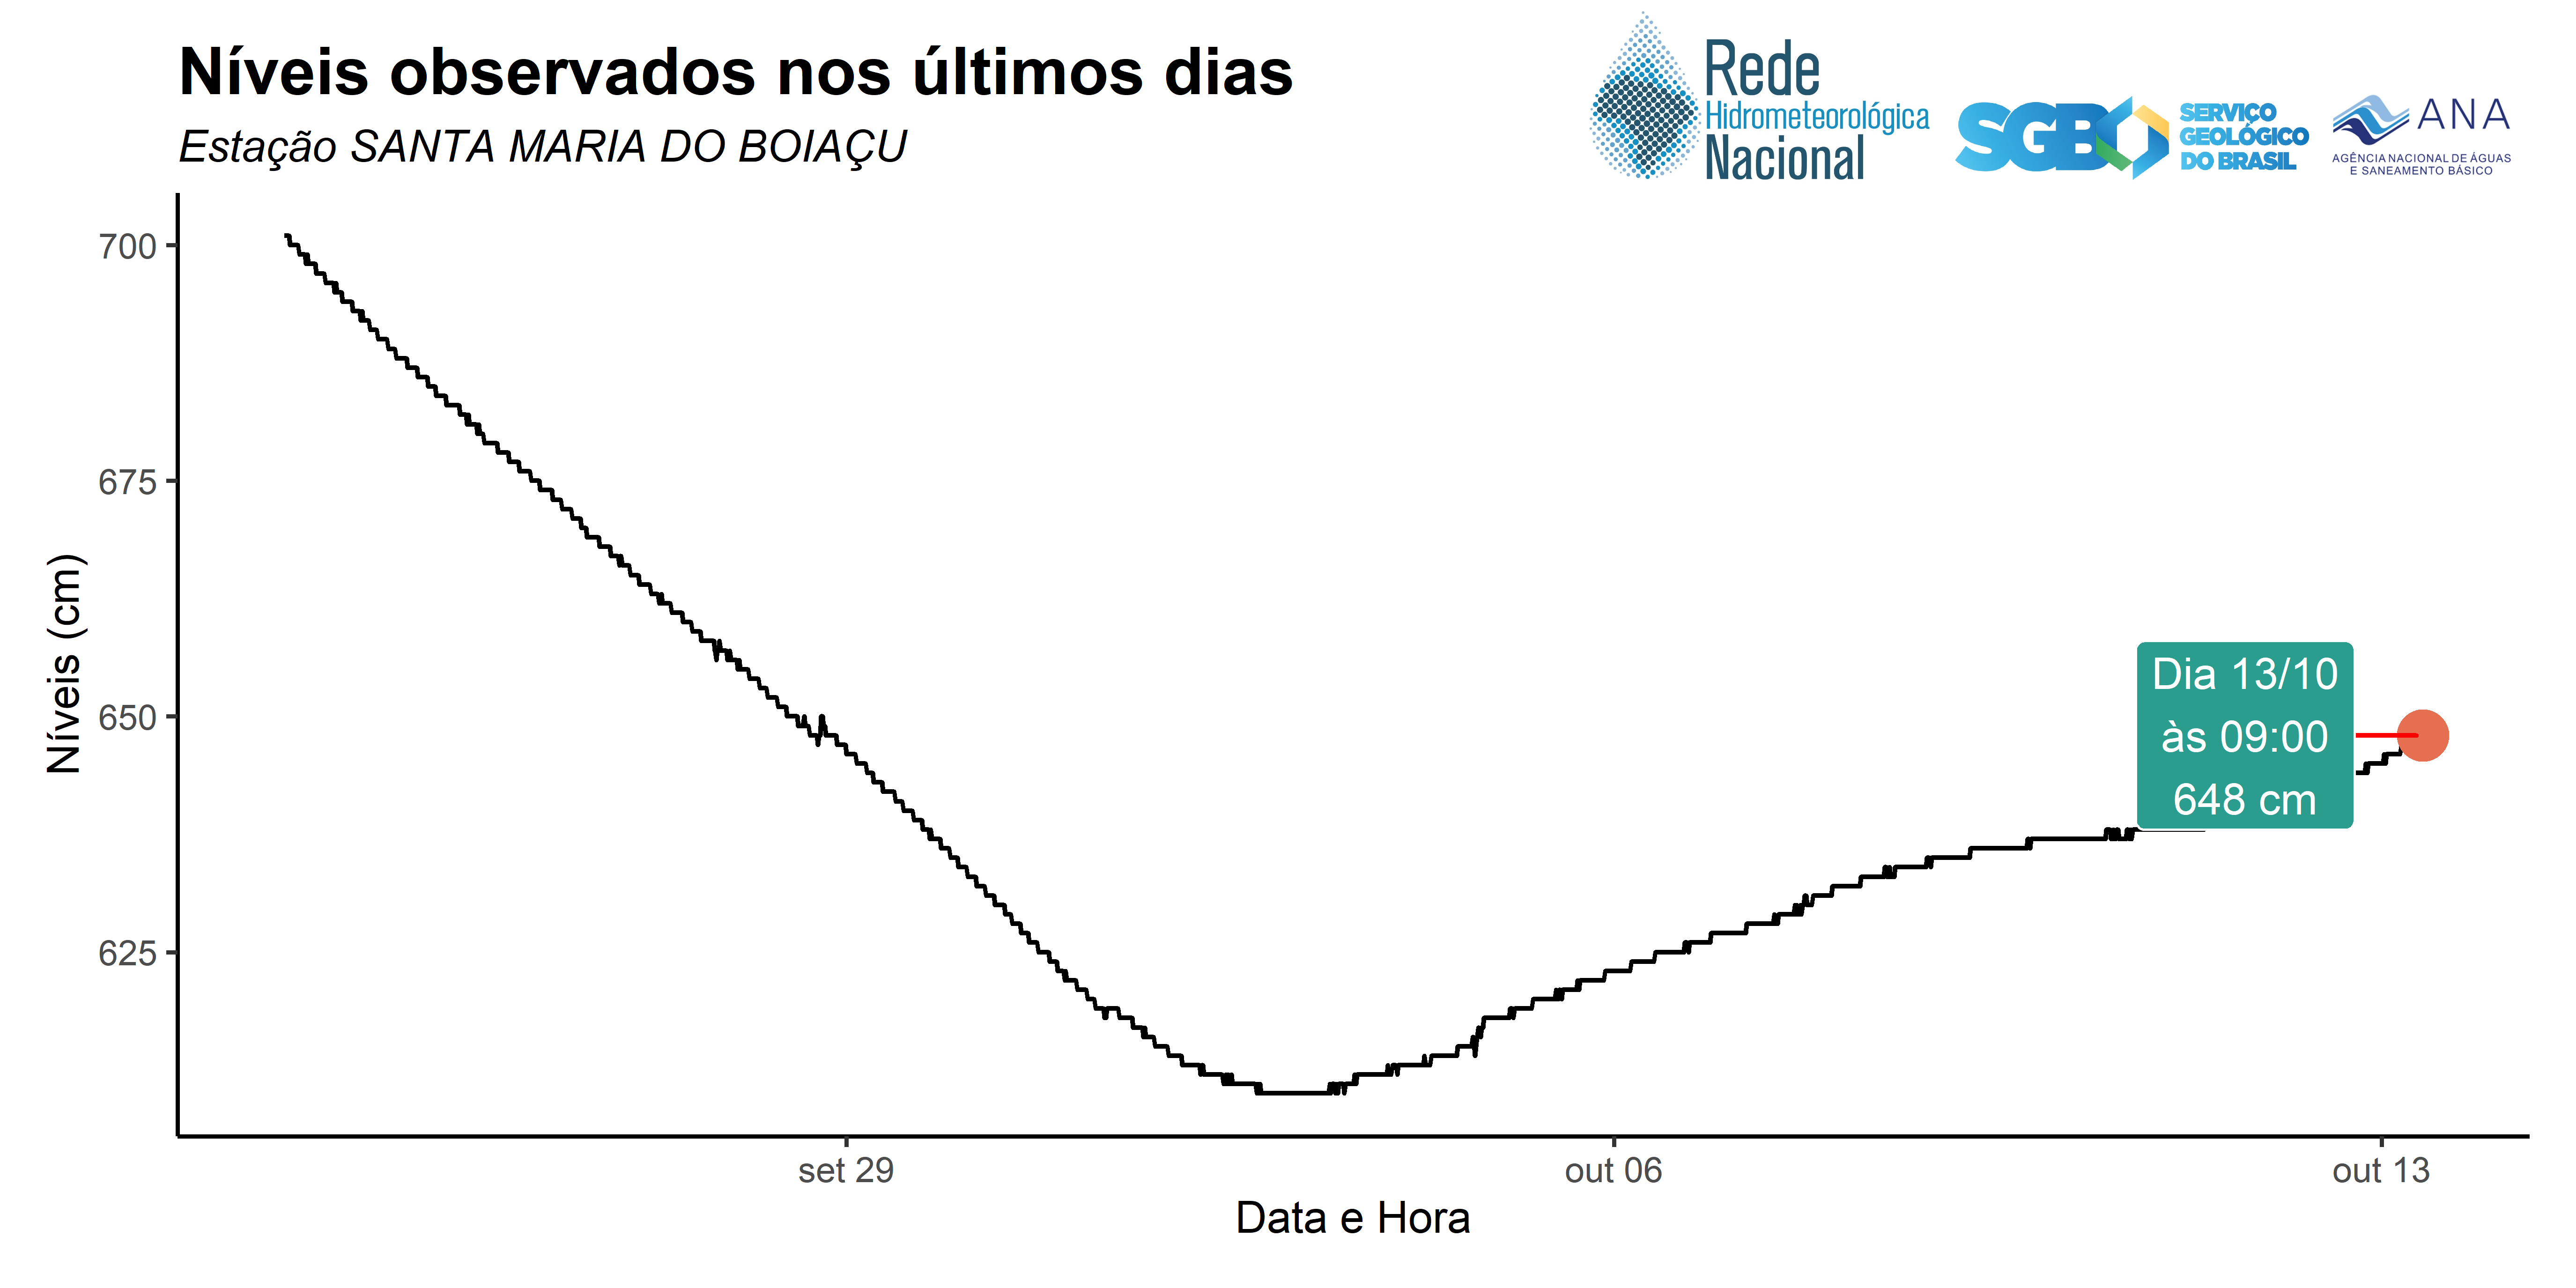 Níveis observados nos últimos dias
Estação SANTA MARIA DO BOIAÇU
Rede
Hidrometeorológica
Nacional
SGB
SERVIÇO
GEOLÓGICO
DO BRASIL
ANA
AGÊNCIA NACIONAL DE ÁGUAS
E SANEAMENTO BÁSICO
Níveis (cm)
700
675
650
625
Dia 13/10
às 09:00
648 cm
set 29
out 06
out 13
Data e Hora